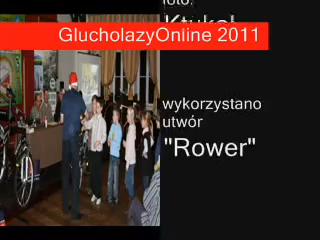 foto:
GlucholazyOnline 2011
wykorzystano
utwór
"Rower"